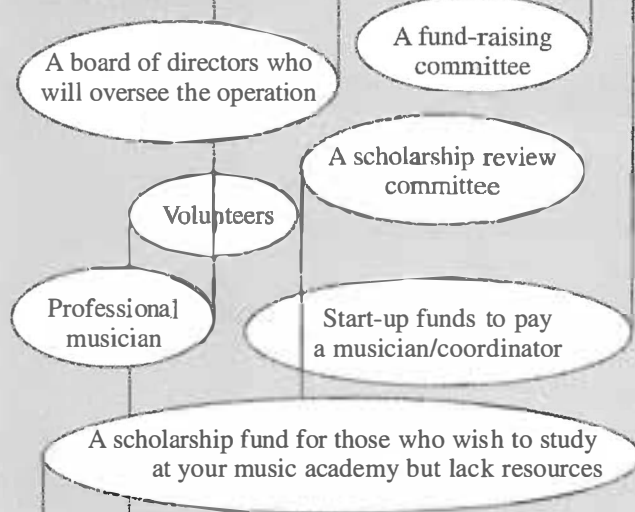 A board of directors who
will oversee the operation
A fund-raising
committee
A scholarship review
committee
Volunteers
Professional
musician
Start-up funds to pay
a musician/coordinator
A scholarship fund for those who wish to study
at your music academy but lack resources